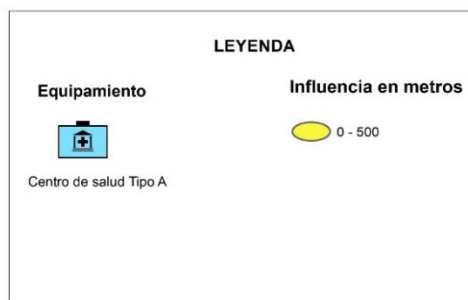 LEYENDA
Equipamiento
Influencia en metros
0 - 500
Centro de salud Tipo A